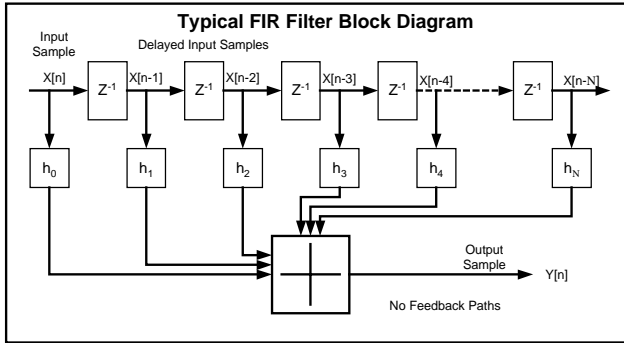 Typical FIR Filter Block Diagram
Input
Sample
Delayed Input Samples
X[n] X[n-1] X[n-2] X[n-3] X[n-4] X[n-N]
Z⁻¹ Z⁻¹ Z⁻¹ Z⁻¹ Z⁻¹
h₀ h₁ h₂ h₃ h₄ h_N
Output
Sample
Y[n]
No Feedback Paths